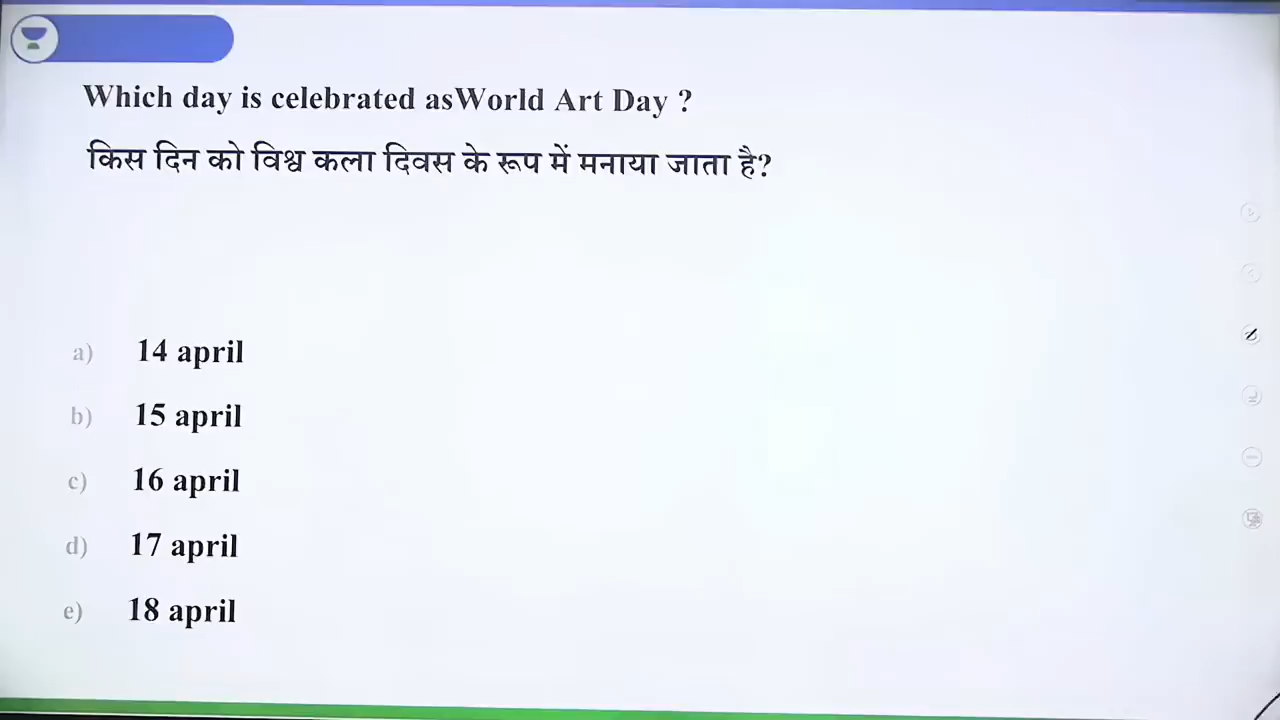 Which day is celebrated asWorld Art Day ?
किस दिन को विश्व कला दिवस के रूप में मनाया जाता है?
a) 14 april
b) 15 april
c) 16 april
d) 17 april
e) 18 april